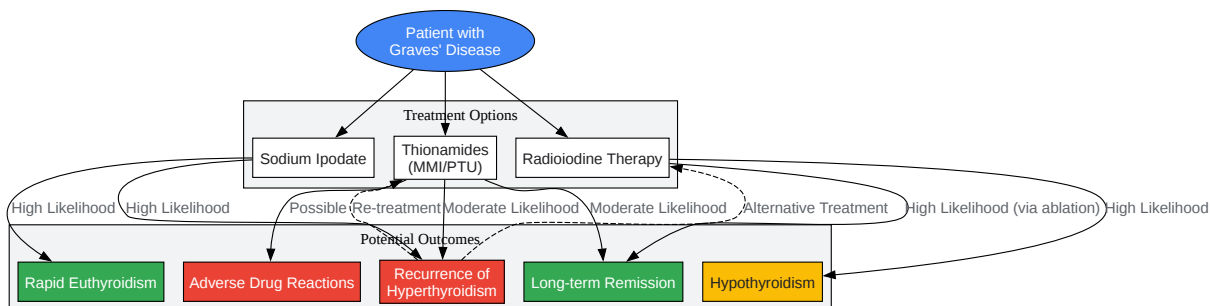 Patient with
Graves' Disease
Treatment Options
Sodium Ipodate
Thionamides
(MMI/PTU)
Radioiodine Therapy
High Likelihood
High Likelihood
Possible
Re-treatment
Moderate Likelihood
Moderate Likelihood
Alternative Treatment
High Likelihood (via ablation)
High Likelihood
Potential Outcomes
Rapid Euthyroidism
Adverse Drug Reactions
Recurrence of
Hyperthyroidism
Long-term Remission
Hypothyroidism